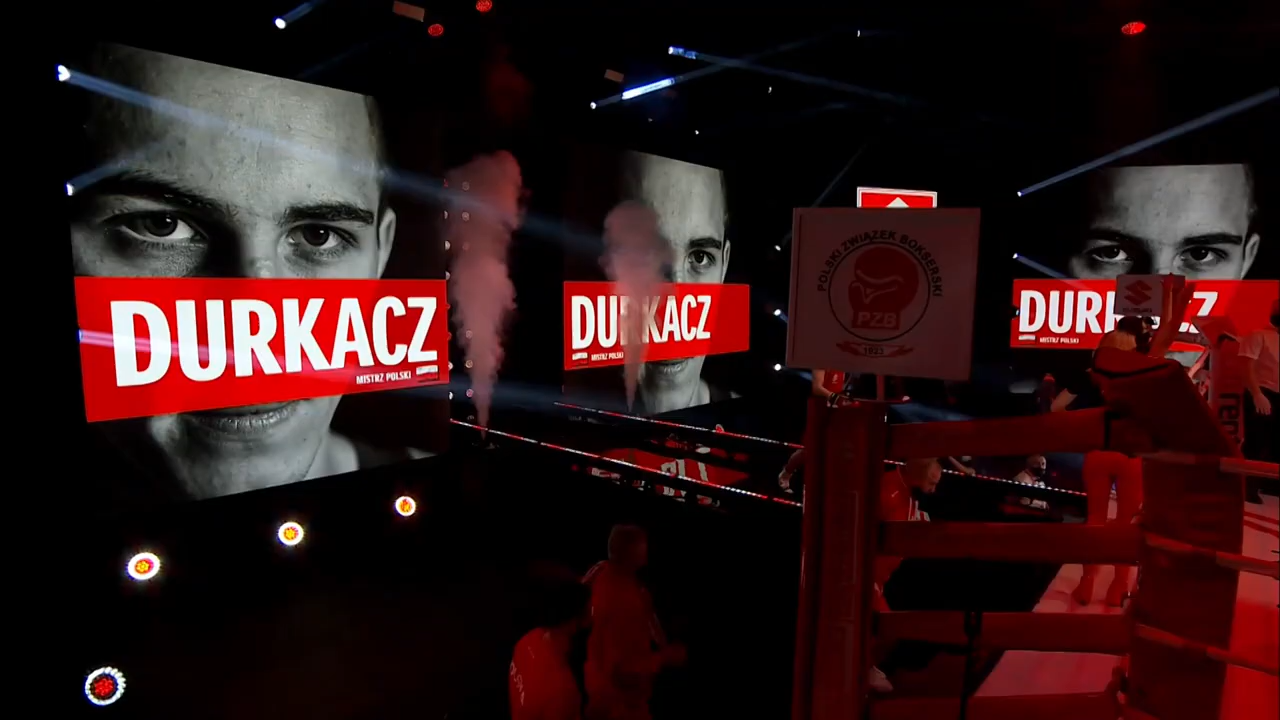 DURKACZ
MISTRZ POLSKI
DURKACZ
MISTRZ POLSKI
POLSKI ZWIĄZEK BOKSERSKI
PZB
1923
DURKACZ
MISTRZ POLSKI